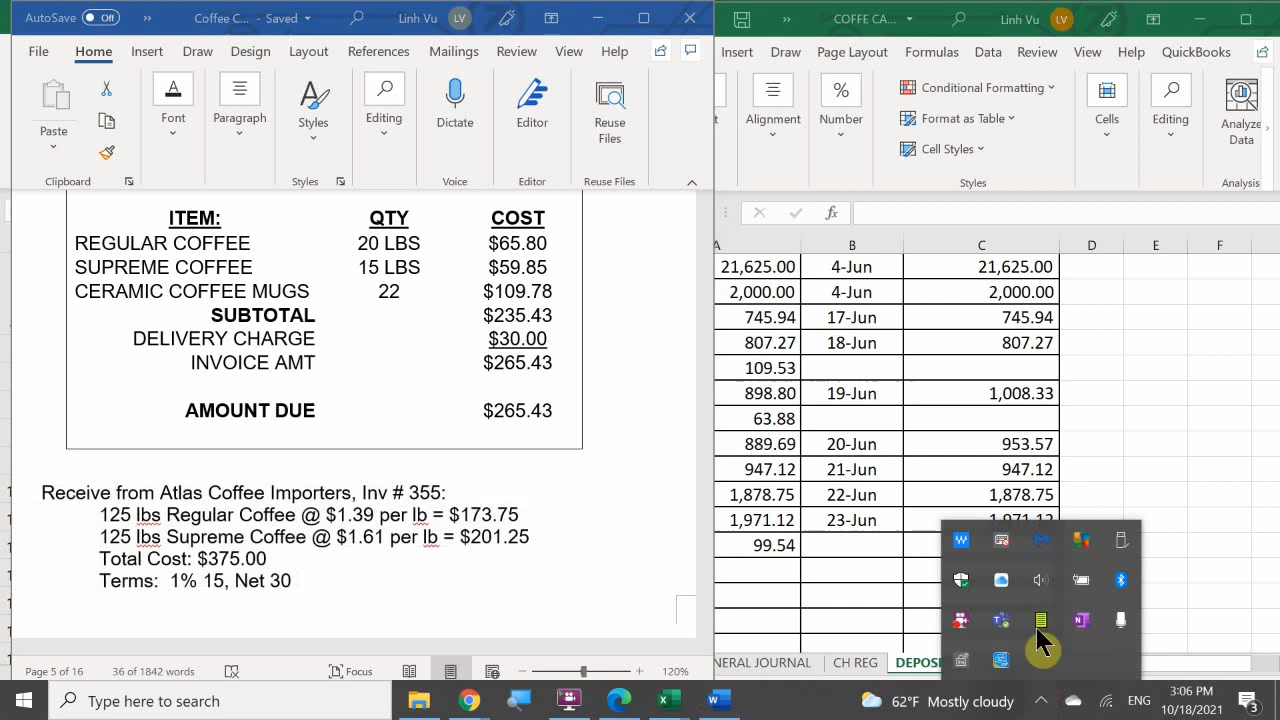 AutoSave Off Coffee C... - Saved Linh Vu LV
File Home Insert Draw Design Layout References Mailings Review View Help
Paste Font Paragraph Styles Editing Dictate Editor Reuse Files
Clipboard Styles Voice Editor Reuse Files
ITEM: QTY COST
REGULAR COFFEE 20 LBS $65.80
SUPREME COFFEE 15 LBS $59.85
CERAMIC COFFEE MUGS 22 $109.78
SUBTOTAL $235.43
DELIVERY CHARGE $30.00
INVOICE AMT $265.43
AMOUNT DUE $265.43
Receive from Atlas Coffee Importers, Inv # 355:
125 lbs Regular Coffee @ $1.39 per lb = $173.75
125 lbs Supreme Coffee @ $1.61 per lb = $201.25
Total Cost: $375.00
Terms: 1% 15, Net 30
Page 5 of 16 36 of 1842 words Focus 120%
COFFE CA... Linh Vu LV
Insert Draw Page Layout Formulas Data Review View Help QuickBooks
Alignment Number Conditional Formatting Format as Table Cell Styles Cells Editing Analyze Data
Styles Analysis
fx
A B C D E F
21,625.00 4-Jun 21,625.00
2,000.00 4-Jun 2,000.00
745.94 17-Jun 745.94
807.27 18-Jun 807.27
109.53
898.80 19-Jun 1,008.33
63.88
889.69 20-Jun 953.57
947.12 21-Jun 947.12
1,878.75 22-Jun 1,878.75
1,971.12 23-Jun 1,971.12
99.54
NERAL JOURNAL CH REG DEPOS
Type here to search 62°F Mostly cloudy ENG 3:06 PM
10/18/2021 3